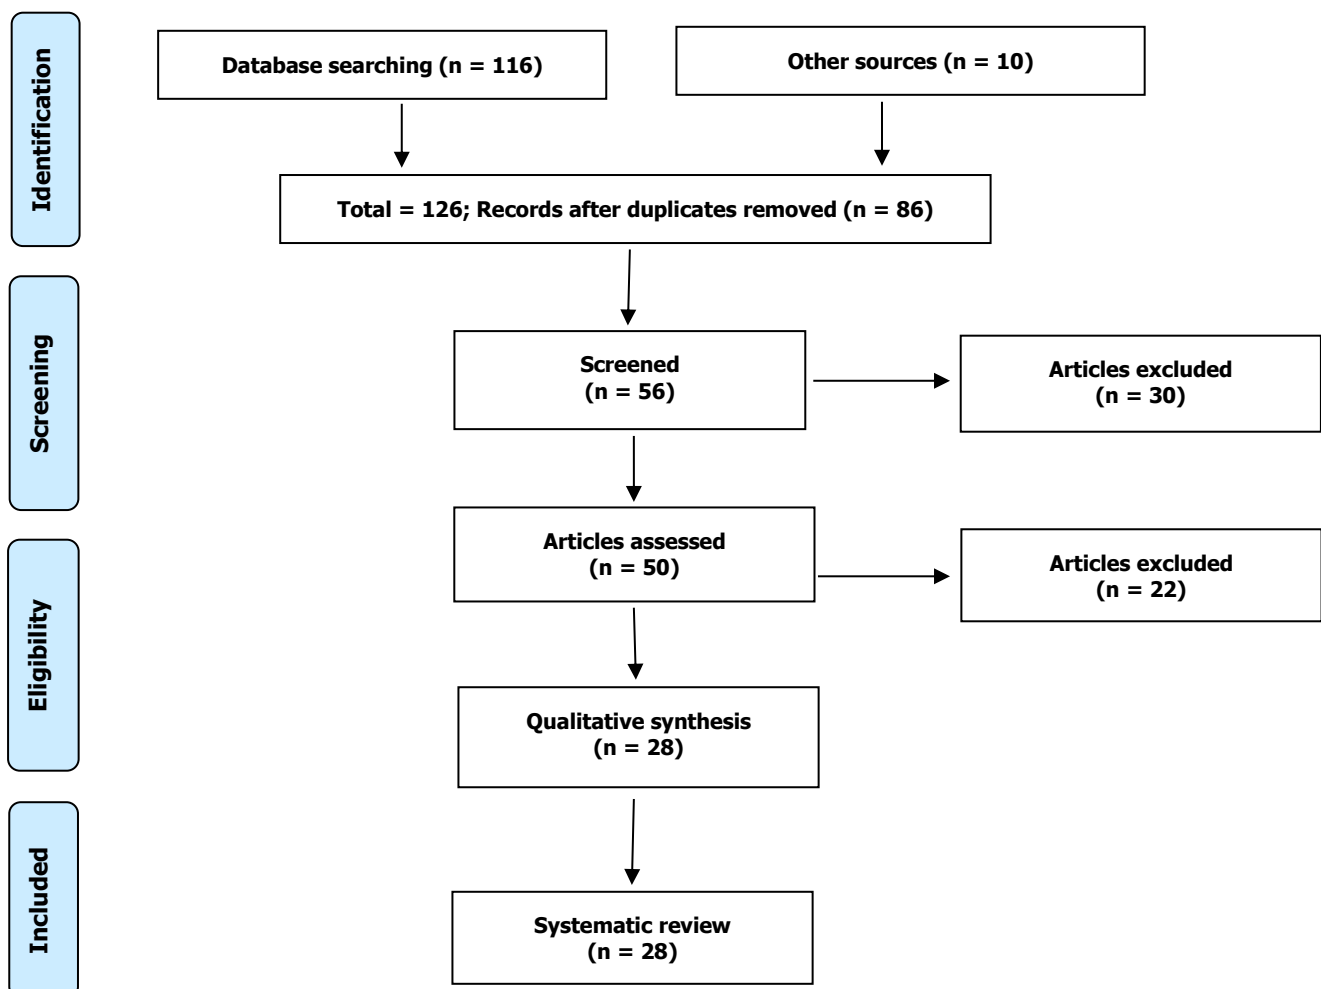 Identification
Database searching (n = 116)
Other sources (n = 10)
Total = 126; Records after duplicates removed (n = 86)
Screening
Screened
(n = 56)
Articles excluded
(n = 30)
Eligibility
Articles assessed
(n = 50)
Articles excluded
(n = 22)
Qualitative synthesis
(n = 28)
Included
Systematic review
(n = 28)